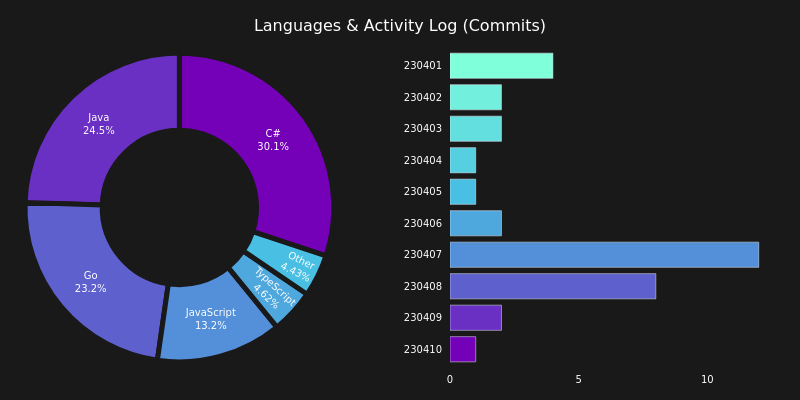 Languages & Activity Log (Commits)
Java
24.5%
C#
30.1%
Other
4.43%
TypeScript
4.62%
JavaScript
13.2%
Go
23.2%
230401
230402
230403
230404
230405
230406
230407
230408
230409
230410
0
5
10